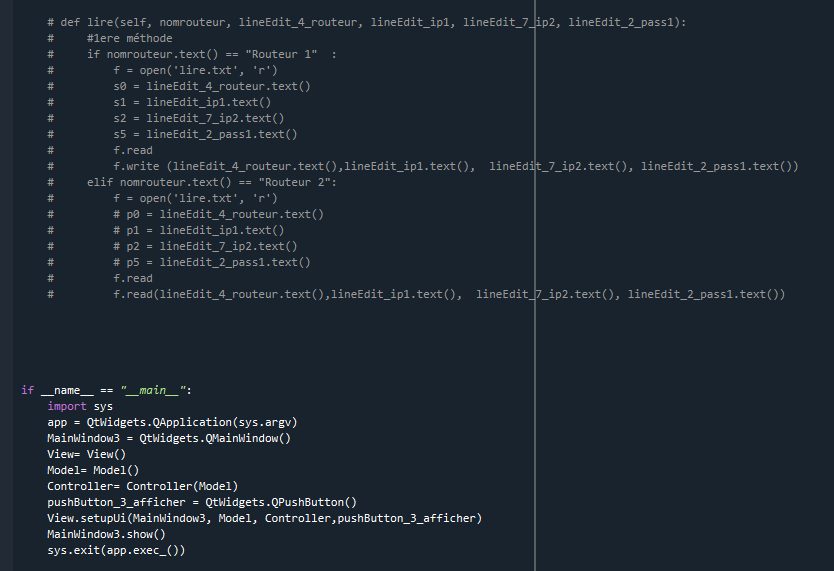 # def lire(self, nomrouteur, lineEdit_4_routeur, lineEdit_ip1, lineEdit_7_ip2, lineEdit_2_pass1):
#     #1ere méthode
#     if nomrouteur.text() == "Routeur 1"  :
#         f = open('lire.txt', 'r')
#         s0 = lineEdit_4_routeur.text()
#         s1 = lineEdit_ip1.text()
#         s2 = lineEdit_7_ip2.text()
#         s5 = lineEdit_2_pass1.text()
#         f.read
#         f.write (lineEdit_4_routeur.text(),lineEdit_ip1.text(),  lineEdit_7_ip2.text(), lineEdit_2_pass1.text())
#     elif nomrouteur.text() == "Routeur 2":
#         f = open('lire.txt', 'r')
#         # p0 = lineEdit_4_routeur.text()
#         # p1 = lineEdit_ip1.text()
#         # p2 = lineEdit_7_ip2.text()
#         # p5 = lineEdit_2_pass1.text()
#         f.read
#         f.read(lineEdit_4_routeur.text(),lineEdit_ip1.text(),  lineEdit_7_ip2.text(), lineEdit_2_pass1.text())
if __name__ == "__main__":
    import sys
    app = QtWidgets.QApplication(sys.argv)
    MainWindow3 = QtWidgets.QMainWindow()
    View= View()
    Model= Model()
    Controller= Controller(Model)
    pushButton_3_afficher = QtWidgets.QPushButton()
    View.setupUi(MainWindow3, Model, Controller,pushButton_3_afficher)
    MainWindow3.show()
    sys.exit(app.exec_())